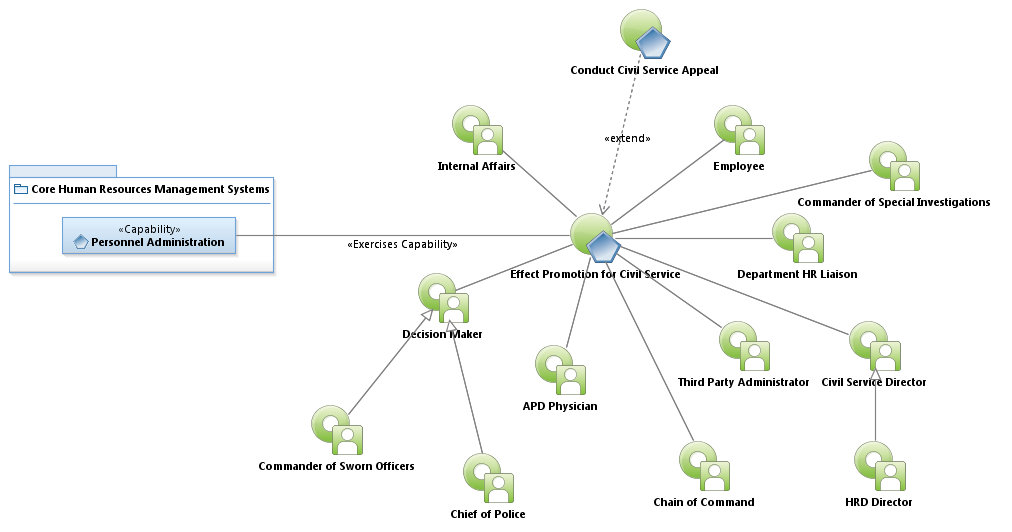 Conduct Civil Service Appeal
«extend»
Internal Affairs
Employee
Commander of Special Investigations
Core Human Resources Management Systems
«Capability»
Personnel Administration
«Exercises Capability»
Effect Promotion for Civil Service
Department HR Liaison
Decision Maker
APD Physician
Third Party Administrator
Civil Service Director
Commander of Sworn Officers
Chief of Police
Chain of Command
HRD Director